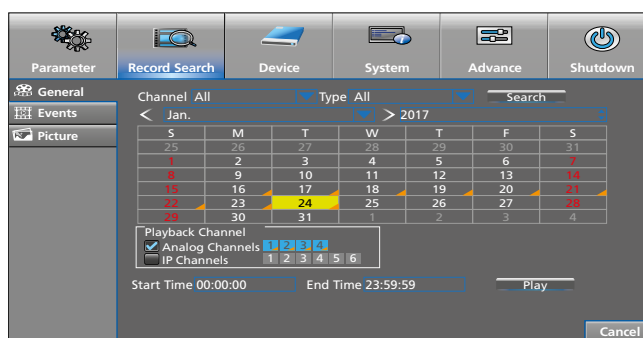 Parameter Record Search Device System Advance Shutdown
General
Events
Picture
Channel All Type All Search
< Jan. > 2017
S M T W T F S
25 26 27 28 29 30 31
1 2 3 4 5 6 7
8 9 10 11 12 13 14
15 16 17 18 19 20 21
22 23 24 25 26 27 28
29 30 31 1 2 3 4
Playback Channel
Analog Channels 1 2 3 4
IP Channels 1 2 3 4 5 6
Start Time 00:00:00 End Time 23:59:59 Play
Cancel